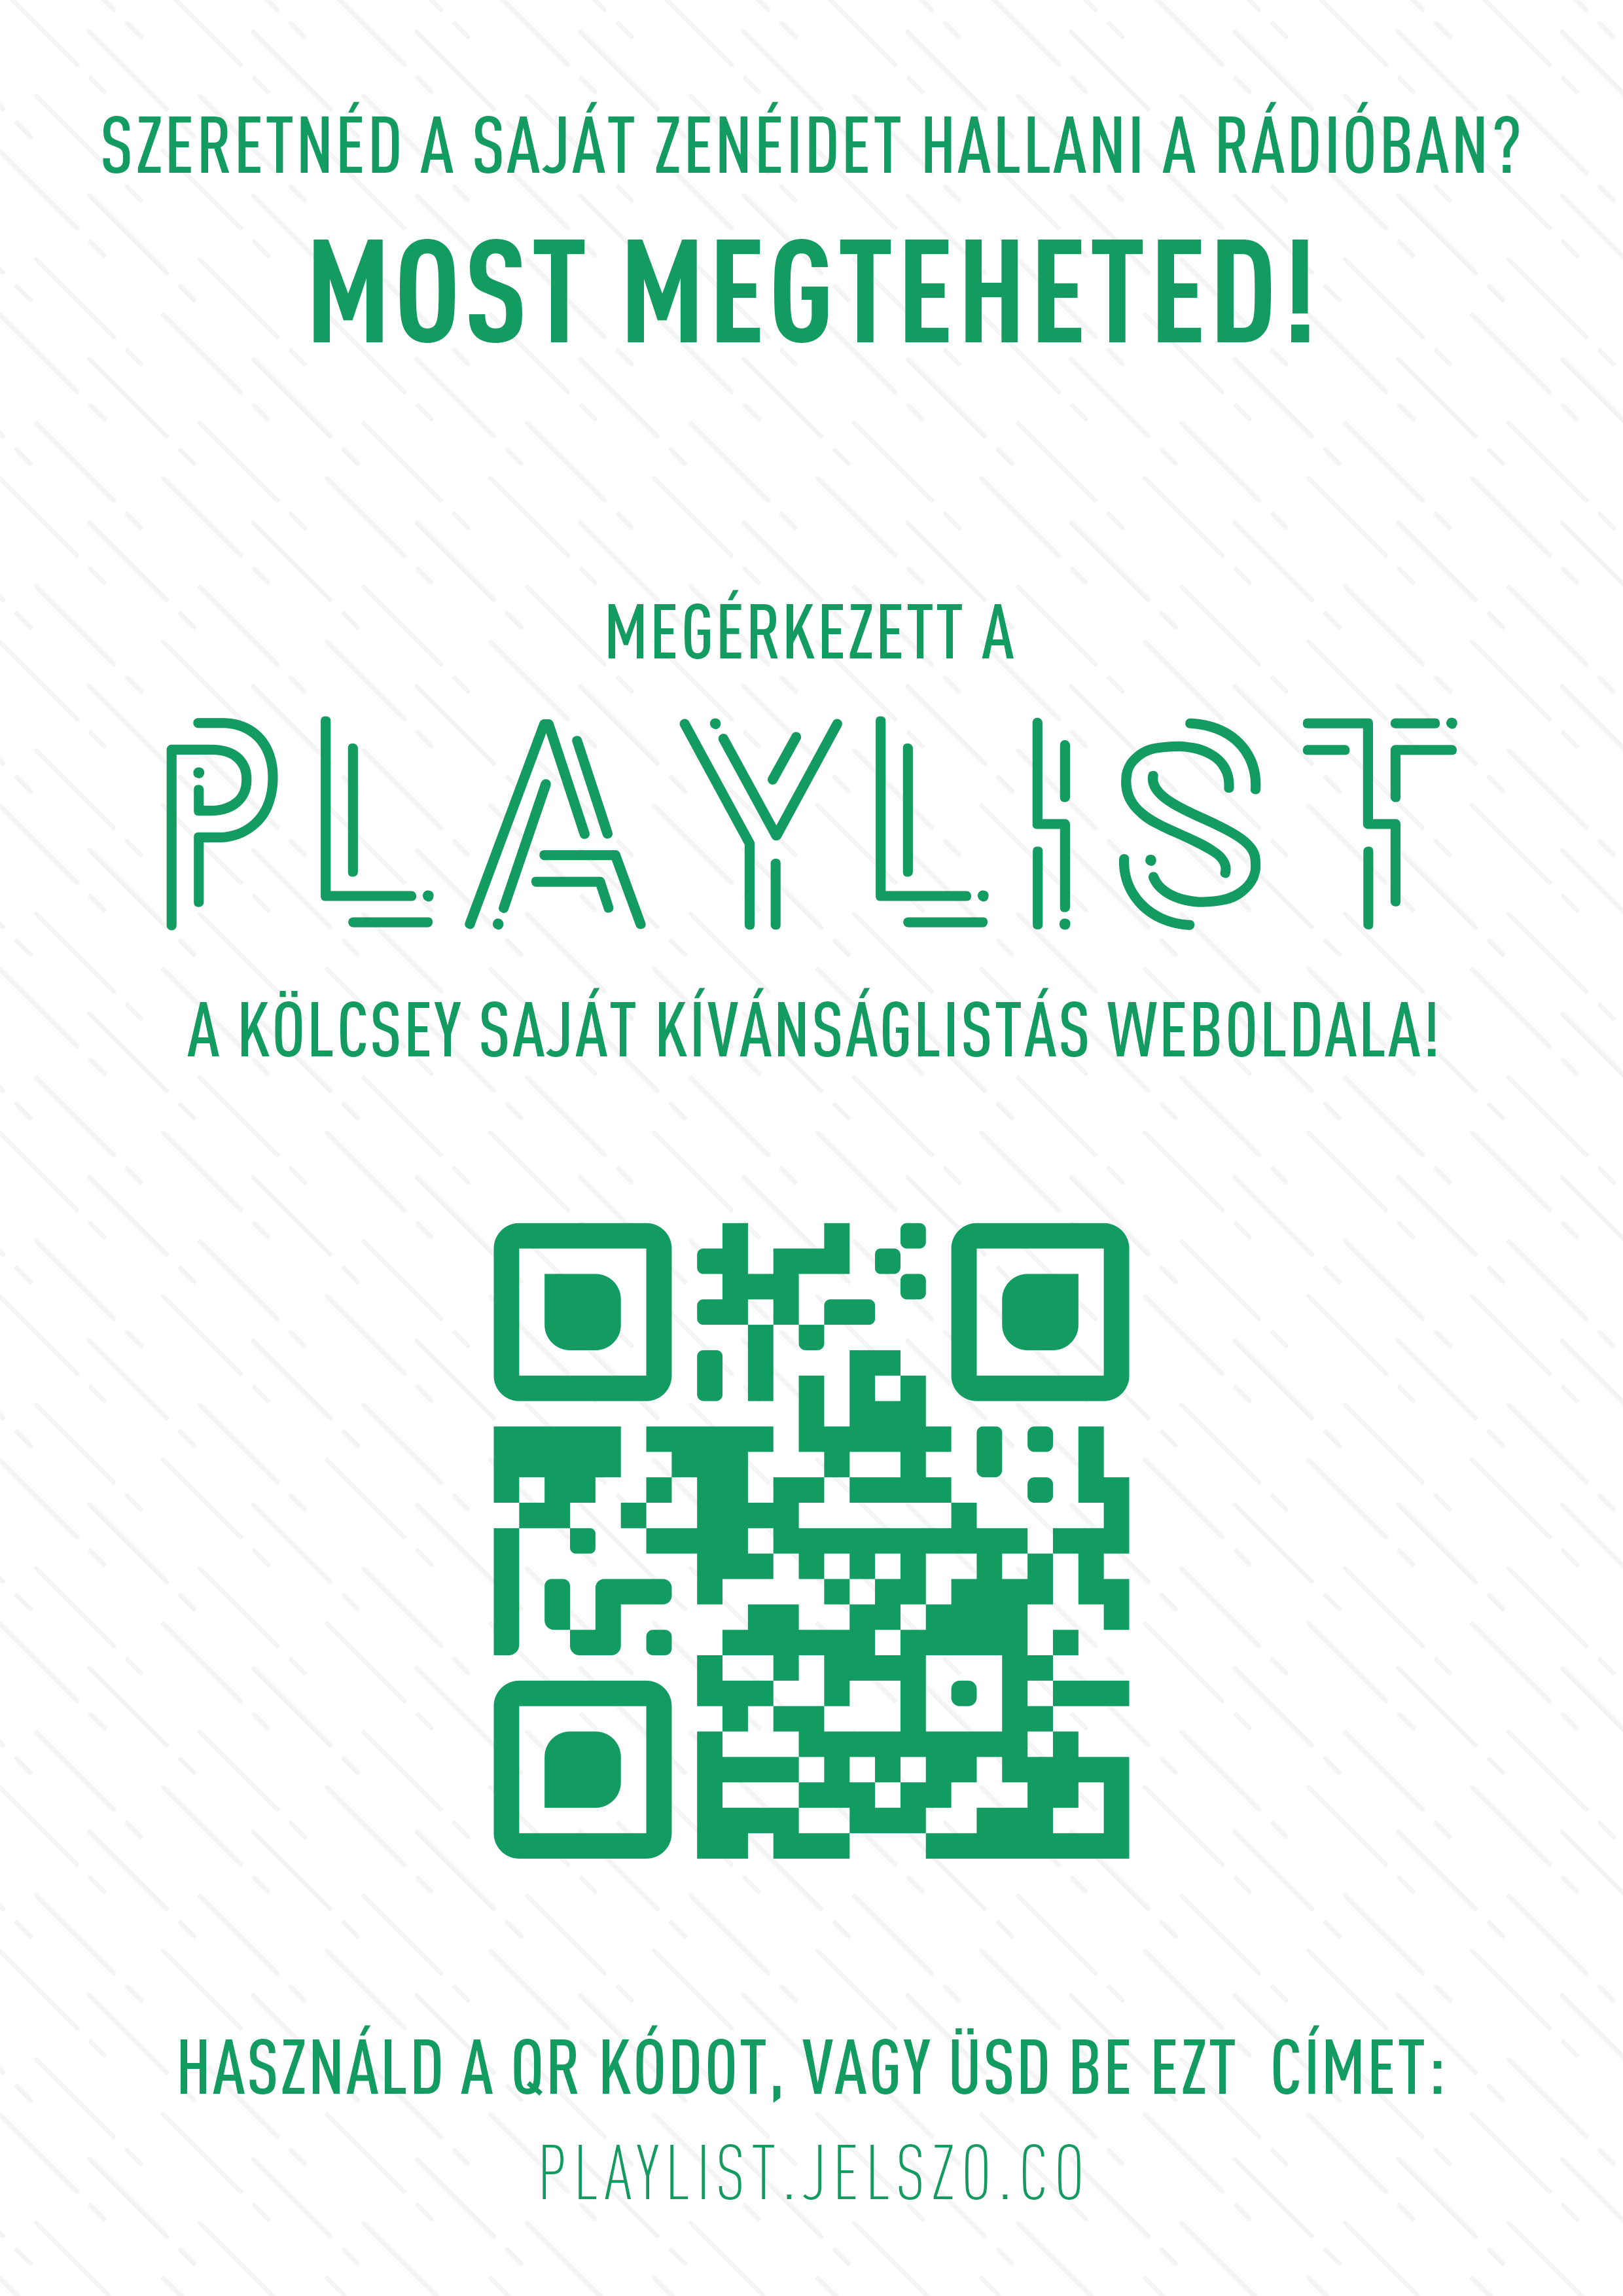 SZERETNÉD A SAJÁT ZENÉIDET HALLANI A RÁDIÓBAN?
MOST MEGTEHETED!
MEGÉRKEZETT A
PLAYLIST
A KÖLCSEY SAJÁT KÍVÁNSÁGLISTÁS WEBOLDALA!
HASZNÁLD A QR KÓDOT, VAGY ÜSD BE EZT  CÍMET:
PLAYLIST.JELSZO.CO